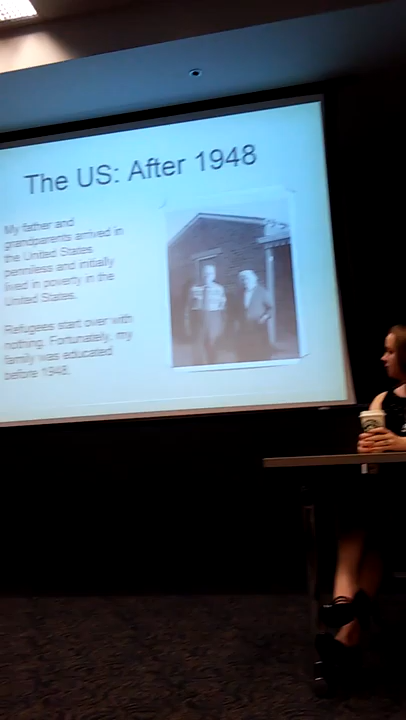 The US: After 1948
My father and
grandparents arrived in
the United States
penniless and initially
lived in poverty in the
United States.
Refugees start over with
nothing. Fortunately, my
family was educated
before 1948.